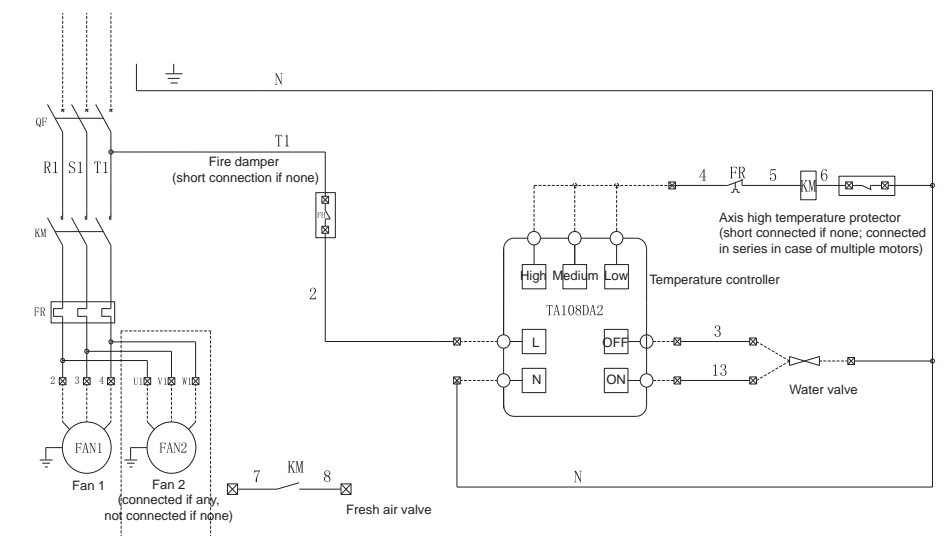 N
QF
T1
R1 S1 T1
Fire damper
(short connection if none)
4 FR 5 KM 6
KM
Axis high temperature protector
(short connected if none; connected
in series in case of multiple motors)
High Medium Low
Temperature controller
2
TA108DA2
FR
L OFF 3
2 3 4 U1 V1 W1
N ON 13
Water valve
FAN1 FAN2
Fan 1
Fan 2
(connected if any,
not connected if none)
7 KM 8
N
Fresh air valve